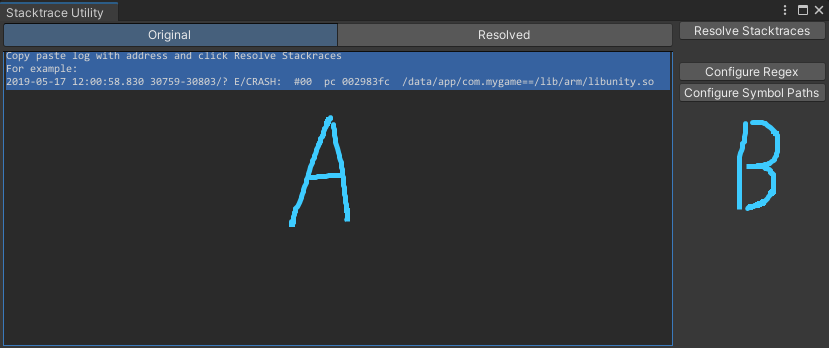 Stacktrace Utility
Original Resolved
Copy paste log with address and click Resolve Stackraces
For example:
2019-05-17 12:00:58.830 30759-30803/? E/CRASH:  #00  pc 002983fc  /data/app/com.mygame==/lib/arm/libunity.so
A
Resolve Stacktraces
Configure Regex
Configure Symbol Paths
B